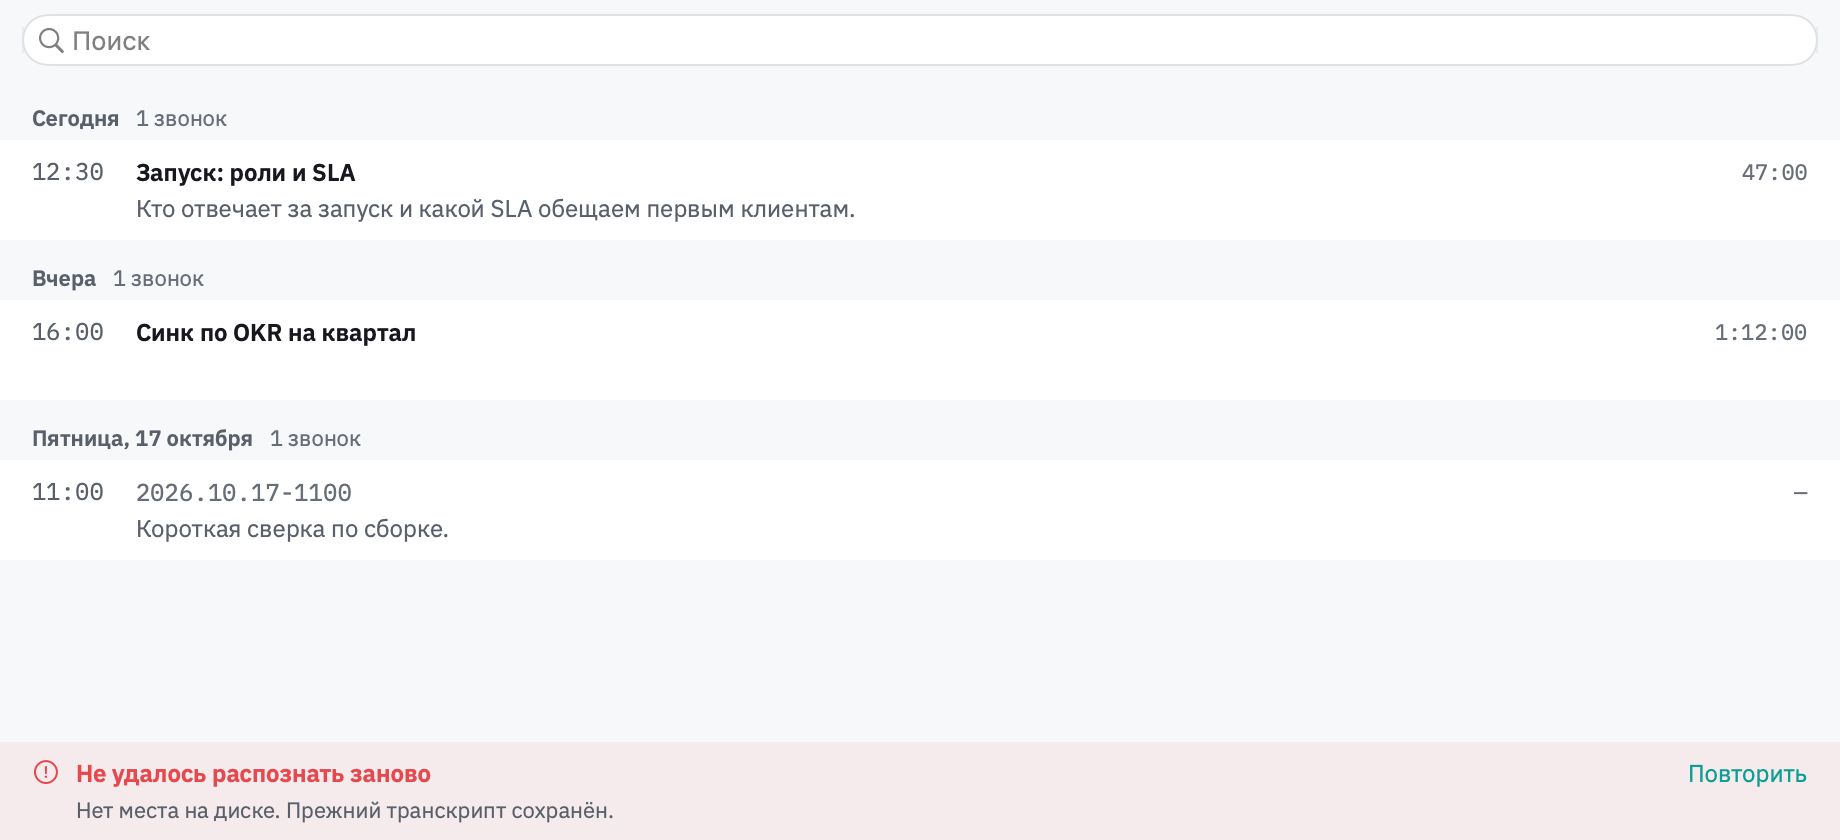 Поиск
Сегодня 1 звонок
12:30 Запуск: роли и SLA 47:00
Кто отвечает за запуск и какой SLA обещаем первым клиентам.
Вчера 1 звонок
16:00 Синк по OKR на квартал 1:12:00
Пятница, 17 октября 1 звонок
11:00 2026.10.17-1100 —
Короткая сверка по сборке.
Не удалось распознать заново Повторить
Нет места на диске. Прежний транскрипт сохранён.